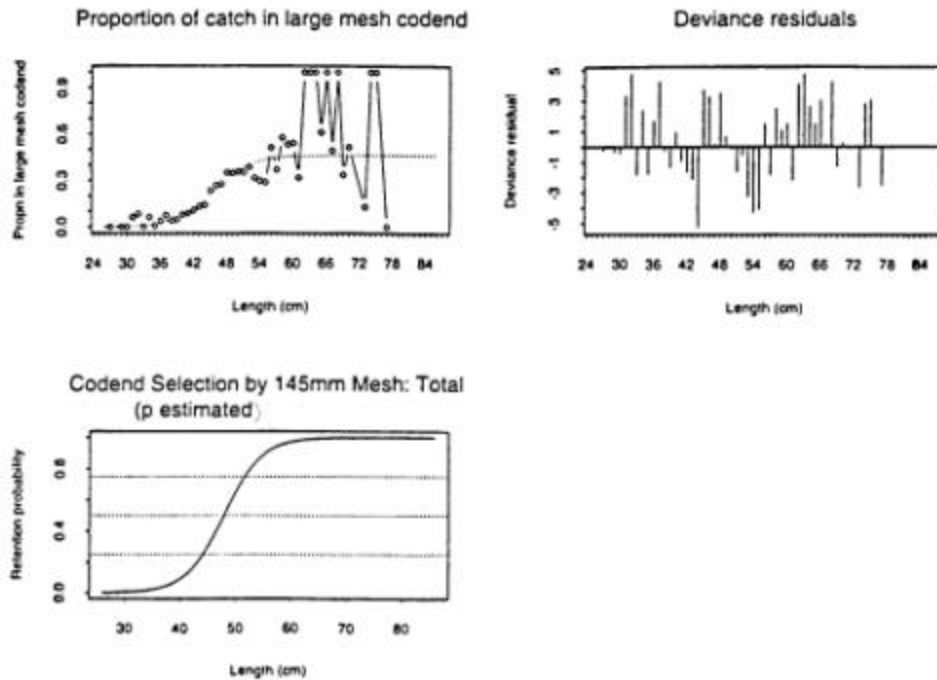 Proportion of catch in large mesh codend
Propn in large mesh codend
0.0 0.3 0.6 0.9
24 30 36 42 48 54 60 66 72 78 84
Length (cm)
Deviance residuals
Deviance residual
-5 -3 -1 1 3 5
24 30 36 42 48 54 60 66 72 78 84
Length (cm)
Codend Selection by 145mm Mesh: Total
(p estimated)
Retention probability
0.0 0.4 0.8
30 40 50 60 70 80
Length (cm)